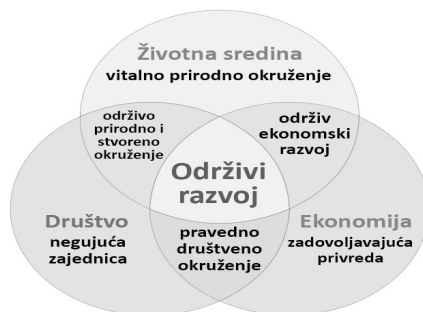 Životna sredina
vitalno prirodno okruženje
održivo
prirodno i
stvoreno
okruženje
održiv
ekonomski
razvoj
Održivi
razvoj
Društvo
negujuća
zajednica
pravedno
društveno
okruženje
Ekonomija
zadovoljavajuća
privreda